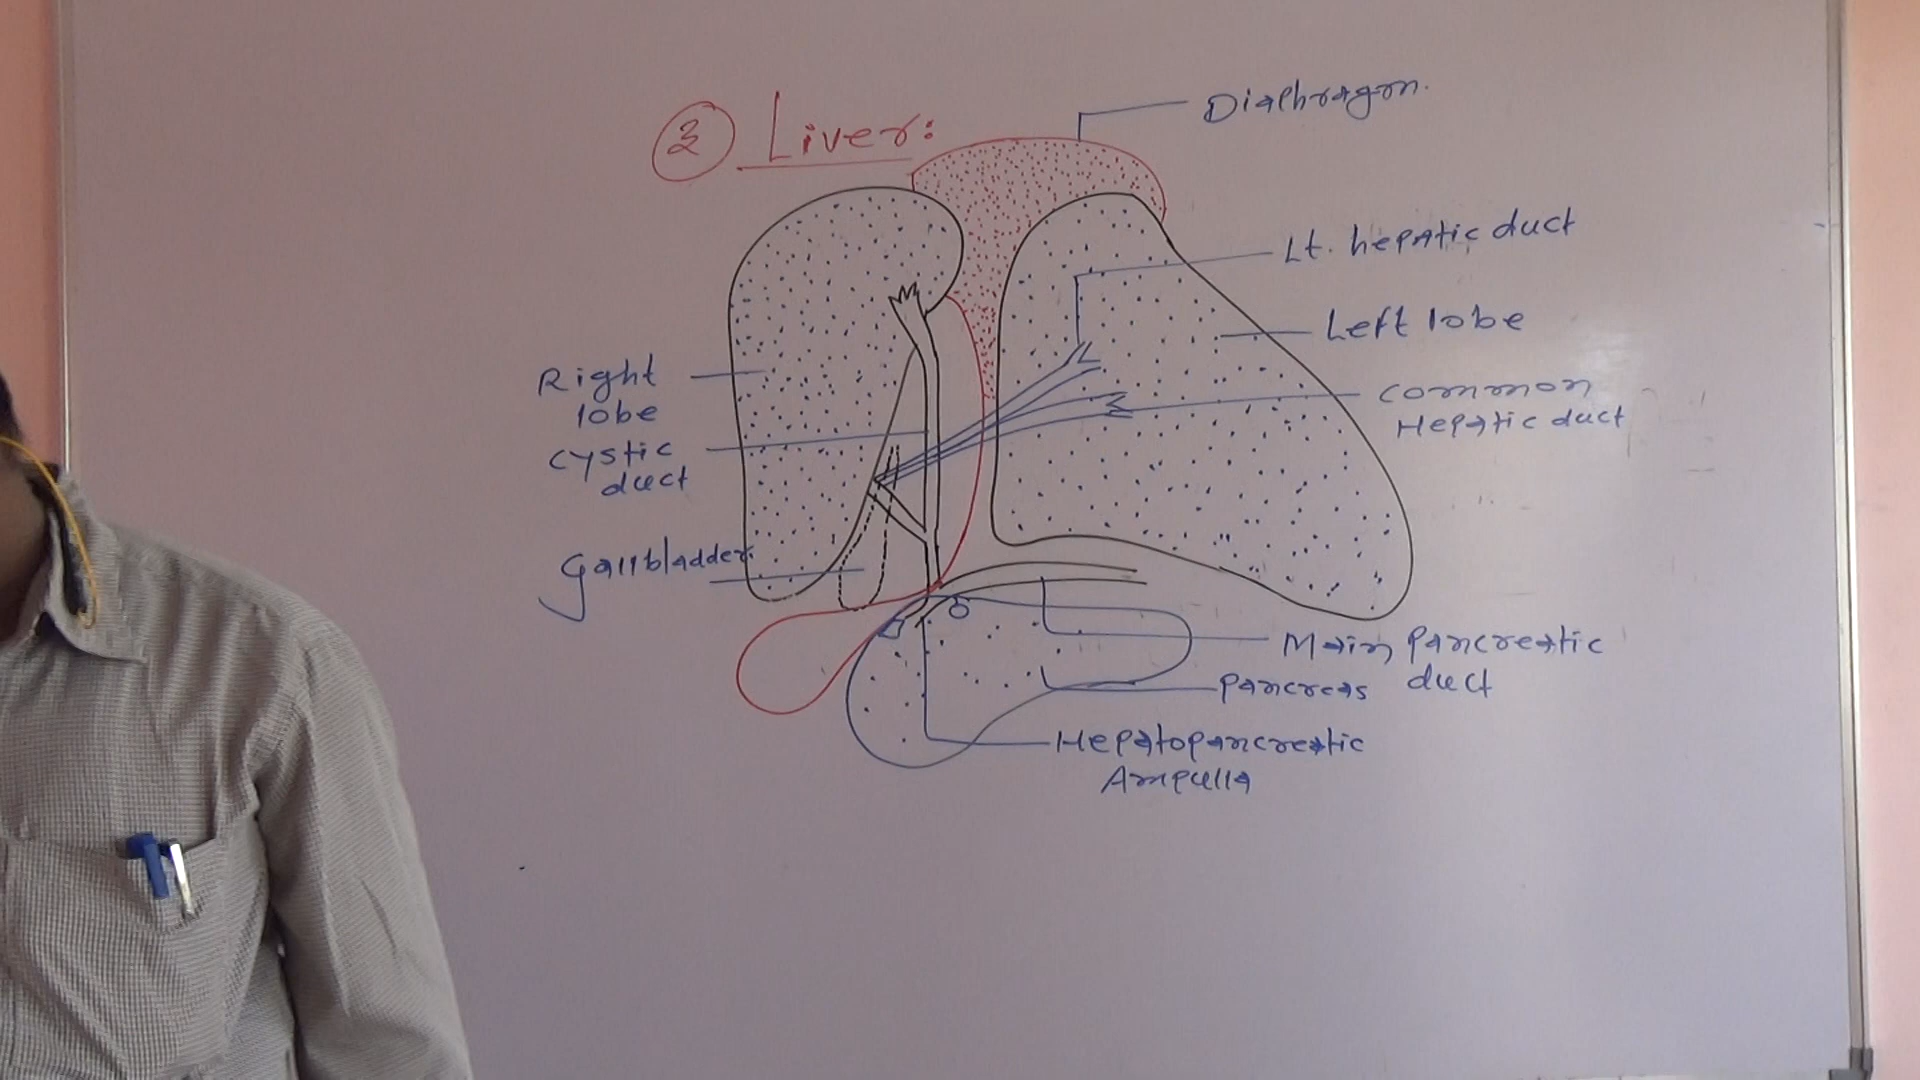 ② Liver:
Diaphragm.
Lt. hepatic duct
Left lobe
Common
Hepatic duct
Right
lobe
Cystic
duct
Gallbladder
Main Pancreatic
duct
Pancreas
Hepatopancreatic
Ampulla